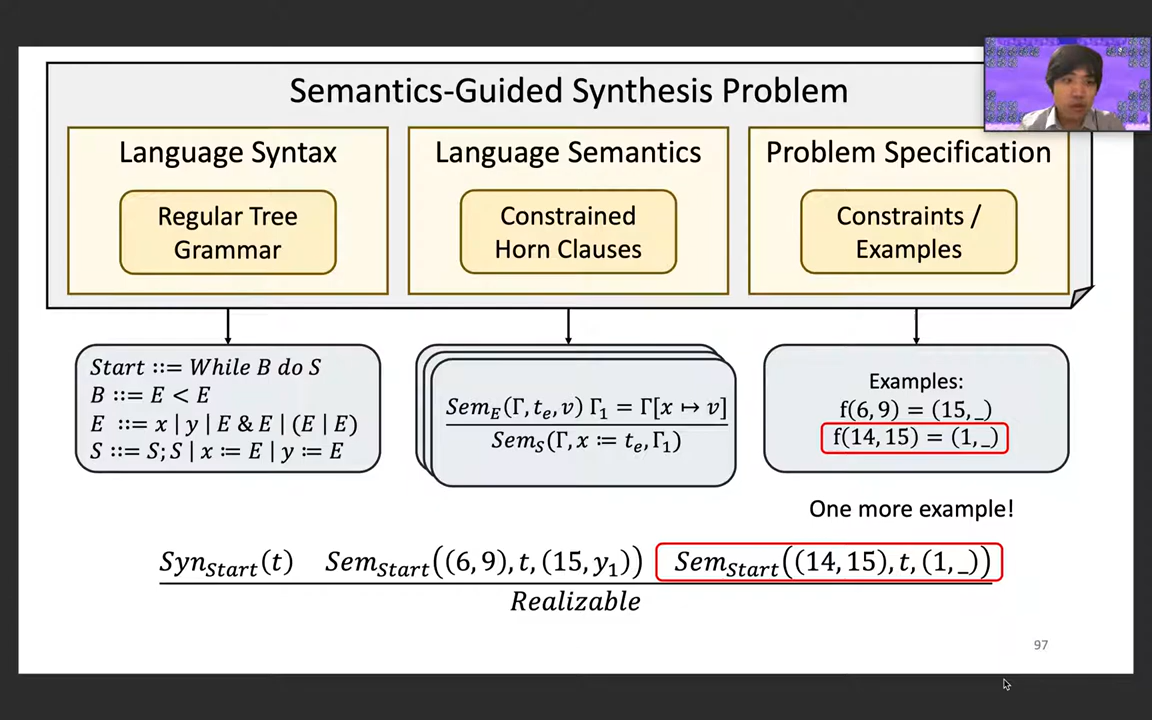 Semantics-Guided Synthesis Problem
Language Syntax
Regular Tree
Grammar
Language Semantics
Constrained
Horn Clauses
Problem Specification
Constraints /
Examples
Start ::= While B do S
B ::= E < E
E ::= x | y | E & E | (E | E)
S ::= S; S | x ≔ E | y ≔ E
Sem_E(Γ, t_e, v) Γ_1 = Γ[x ↦ v]
Sem_S(Γ, x ≔ t_e, Γ_1)
Examples:
f(6, 9) = (15,_)
f(14, 15) = (1,_)
One more example!
Syn_Start(t) Sem_Start((6,9), t, (15, y_1)) Sem_Start((14,15), t, (1,_))
Realizable
97